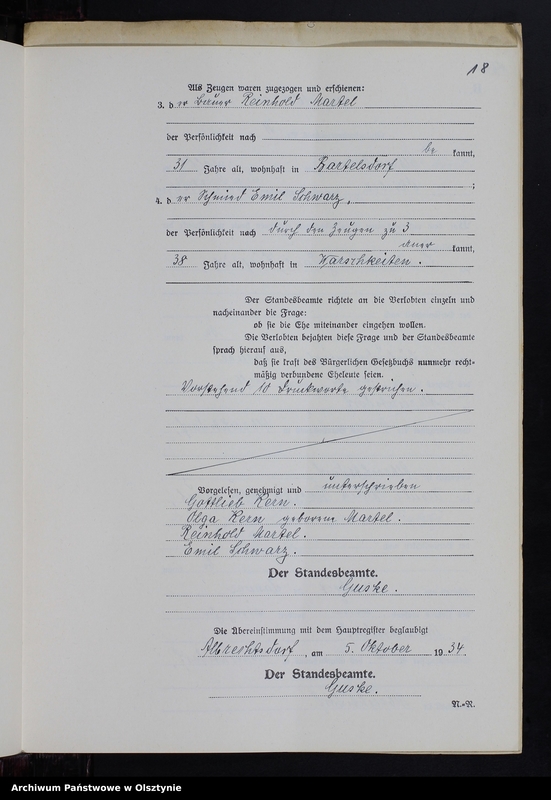 18
Als Zeugen waren zugezogen und erschienen:
3. der Bauer Reinhold Martel
der Persönlichkeit nach
be kannt,
31 Jahre alt, wohnhaft in Bartelsdorf
;
4. der Schmied Emil Schwarz,
der Persönlichkeit nach durch den Zeugen zu 3
aner kannt,
38 Jahre alt, wohnhaft in Warschkeiten.
Der Standesbeamte richtete an die Verlobten einzeln und
nacheinander die Frage:
ob sie die Ehe miteinander eingehen wollen.
Die Verlobten bejahten diese Frage und der Standesbeamte
sprach hierauf aus,
daß sie kraft des Bürgerlichen Gesetzbuchs nunmehr recht-
mäßig verbundene Eheleute seien.
Vorstehend 10 Druckworte gestrichen.
Vorgelesen, genehmigt und unterschrieben
Gottlieb Kern.
Olga Kern geborene Martel.
Reinhold Martel.
Emil Schwarz.
Der Standesbeamte.
Guske.
Die Übereinstimmung mit dem Hauptregister beglaubigt
Albrechtsdorf, am 5. Oktober 1934.
Der Standesbeamte.
Guske.
N.=R.
Archiwum Państwowe w Olsztynie